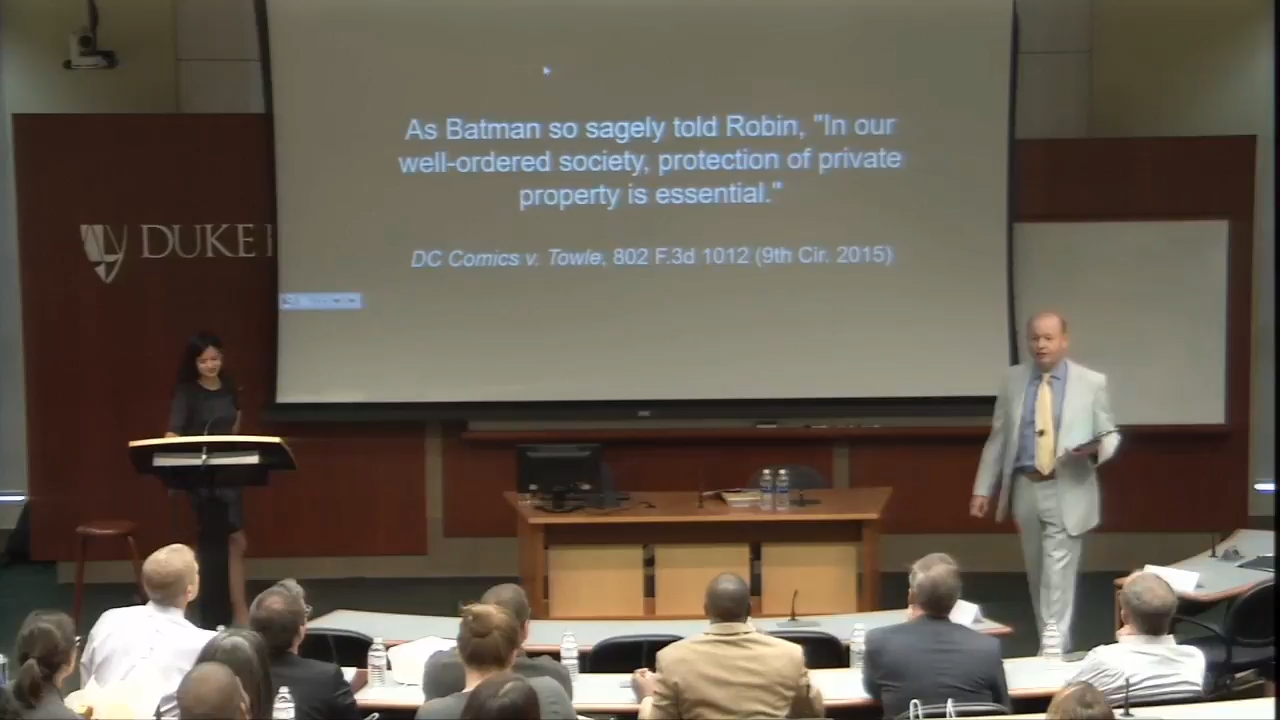 As Batman so sagely told Robin, "In our
well-ordered society, protection of private
property is essential."
DC Comics v. Towle, 802 F.3d 1012 (9th Cir. 2015)
DUKE